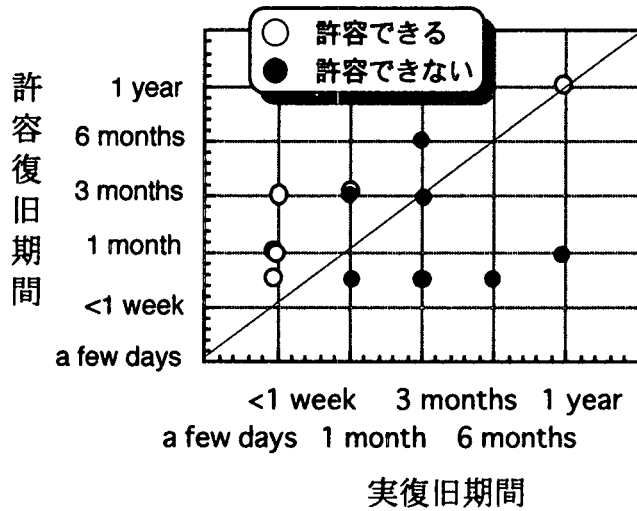 許容できる
許容できない
許容復旧期間
1 year
6 months
3 months
1 month
<1 week
a few days
<1 week 3 months 1 year
a few days 1 month 6 months
実復旧期間